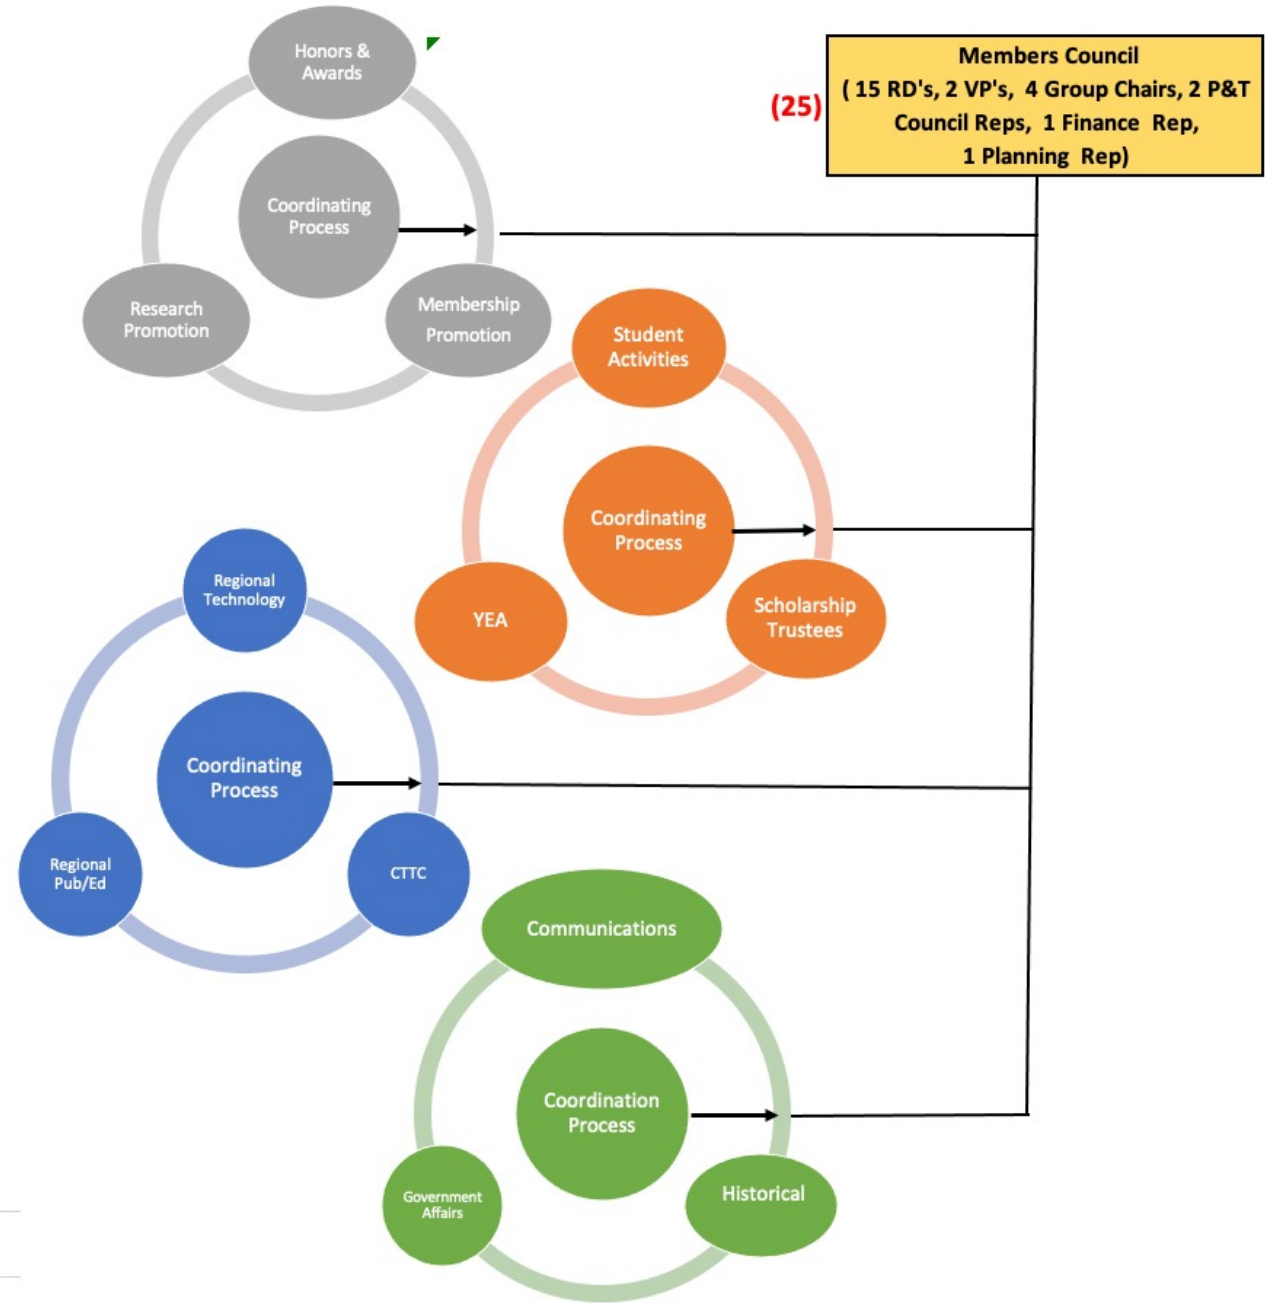 Honors &
Awards
Coordinating
Process
Research
Promotion
Membership
Promotion
Members Council
( 15 RD's, 2 VP's, 4 Group Chairs, 2 P&T
Council Reps, 1 Finance Rep,
1 Planning Rep)
(25)
Student
Activities
Coordinating
Process
YEA
Scholarship
Trustees
Regional
Technology
Coordinating
Process
Regional
Pub/Ed
CTTC
Communications
Coordination
Process
Government
Affairs
Historical